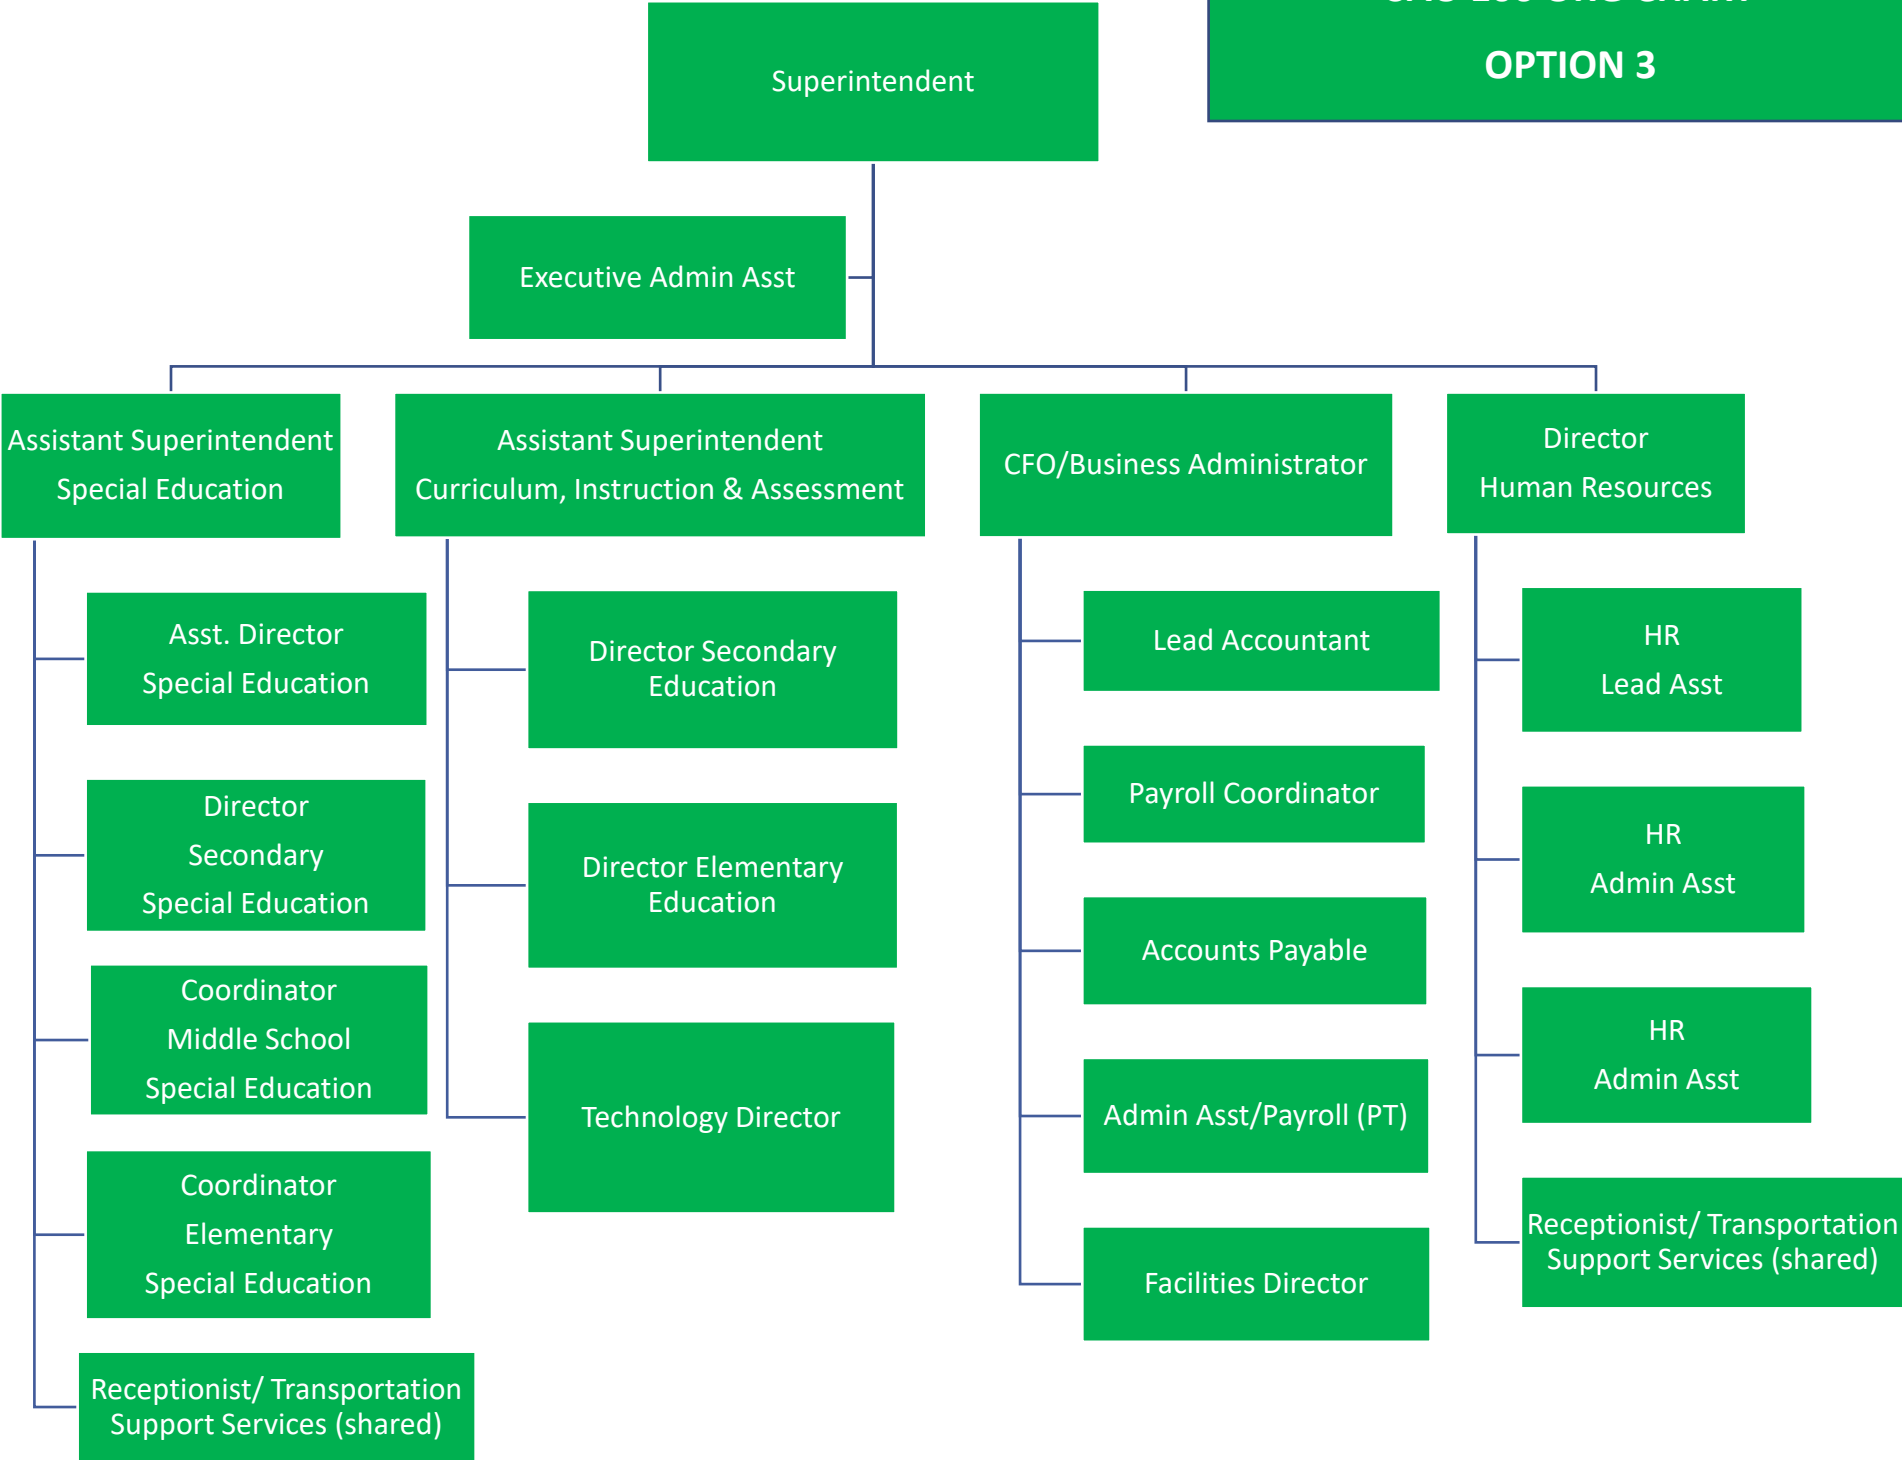 OPTION 3
Superintendent
Executive Admin Asst
Assistant Superintendent
Special Education
Assistant Superintendent
Curriculum, Instruction & Assessment
CFO/Business Administrator
Director
Human Resources
Asst. Director
Special Education
Director
Secondary
Special Education
Coordinator
Middle School
Special Education
Coordinator
Elementary
Special Education
Receptionist/ Transportation
Support Services (shared)
Director Secondary
Education
Director Elementary
Education
Technology Director
Lead Accountant
Payroll Coordinator
Accounts Payable
Admin Asst/Payroll (PT)
Facilities Director
HR
Lead Asst
HR
Admin Asst
HR
Admin Asst
Receptionist/ Transportation
Support Services (shared)